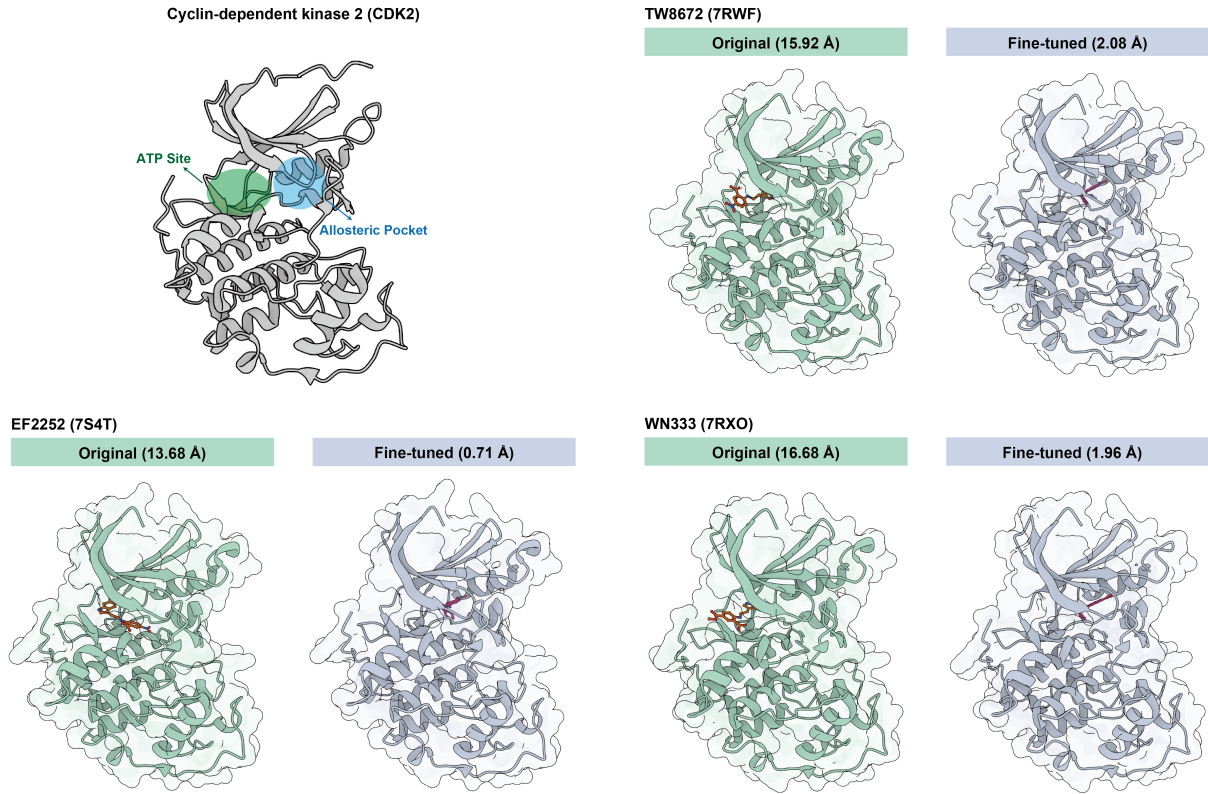 Cyclin-dependent kinase 2 (CDK2)
ATP Site
Allosteric Pocket
TW8672 (7RWF)
Original (15.92 Å)
Fine-tuned (2.08 Å)
EF2252 (7S4T)
Original (13.68 Å)
Fine-tuned (0.71 Å)
WN333 (7RXO)
Original (16.68 Å)
Fine-tuned (1.96 Å)